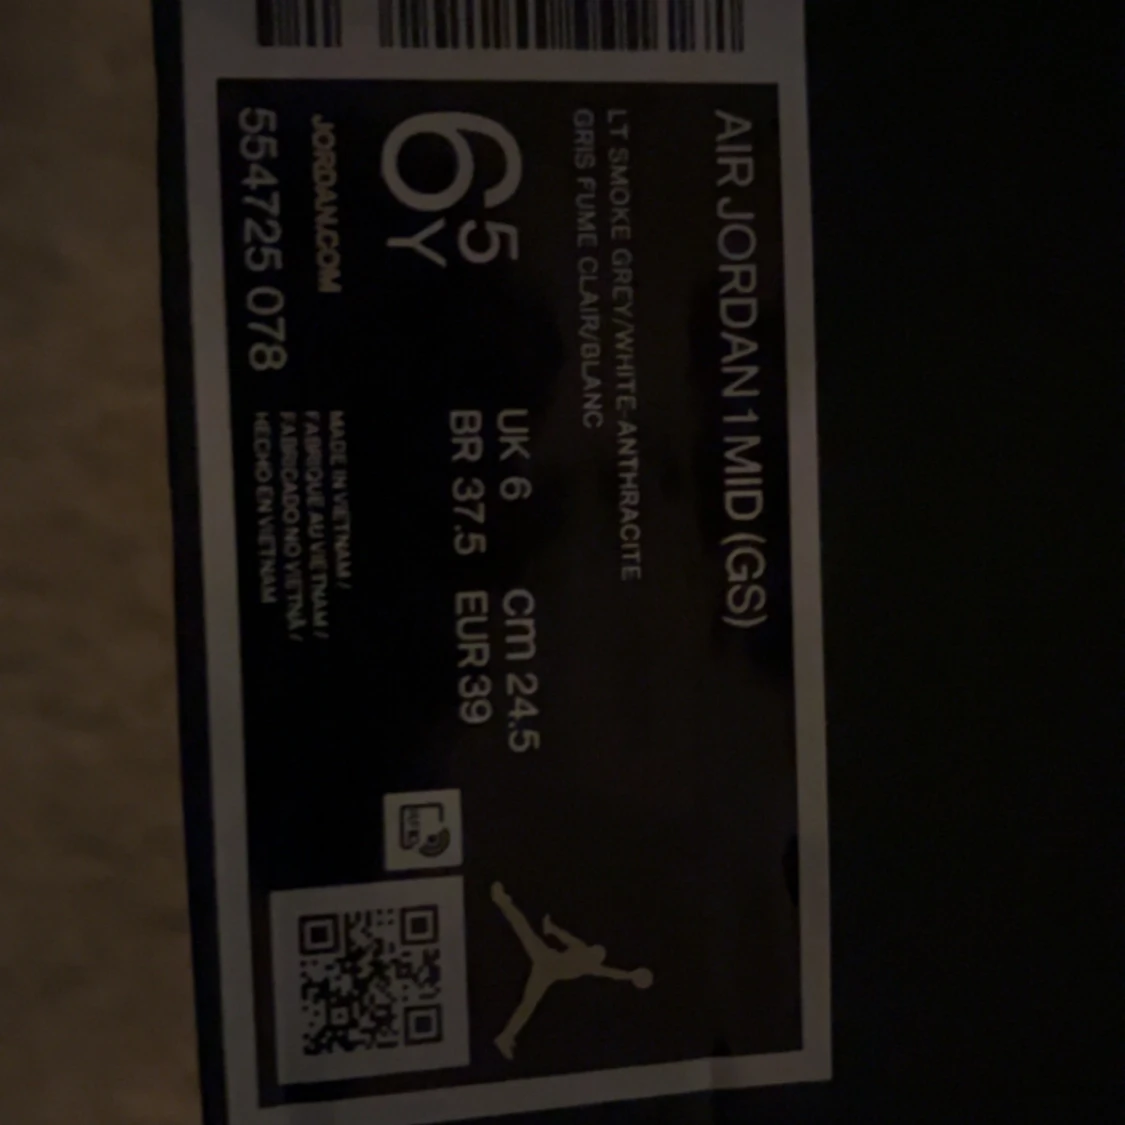 AIR JORDAN 1 MID (GS)
LT SMOKE GREY/WHITE-ANTHRACITE
GRIS FUME CLAIR/BLANC
6 5Y
UK 6 cm 24.5
BR 37.5 EUR 39
JORDAN.COM
554725 078
MADE IN VIETNAM /
FABRIQUE AU VIETNAM /
FABRICADO NO VIETNÃ /
HECHO EN VIETNAM